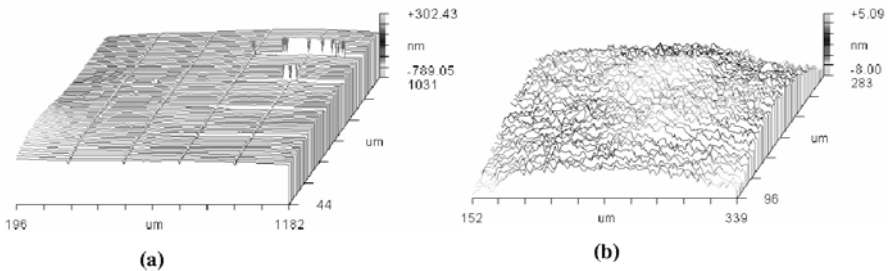 +302.43
nm
-789.05
1031
um
44
196
um
1182
(a)
+5.09
nm
-8.00
283
um
96
152
um
339
(b)